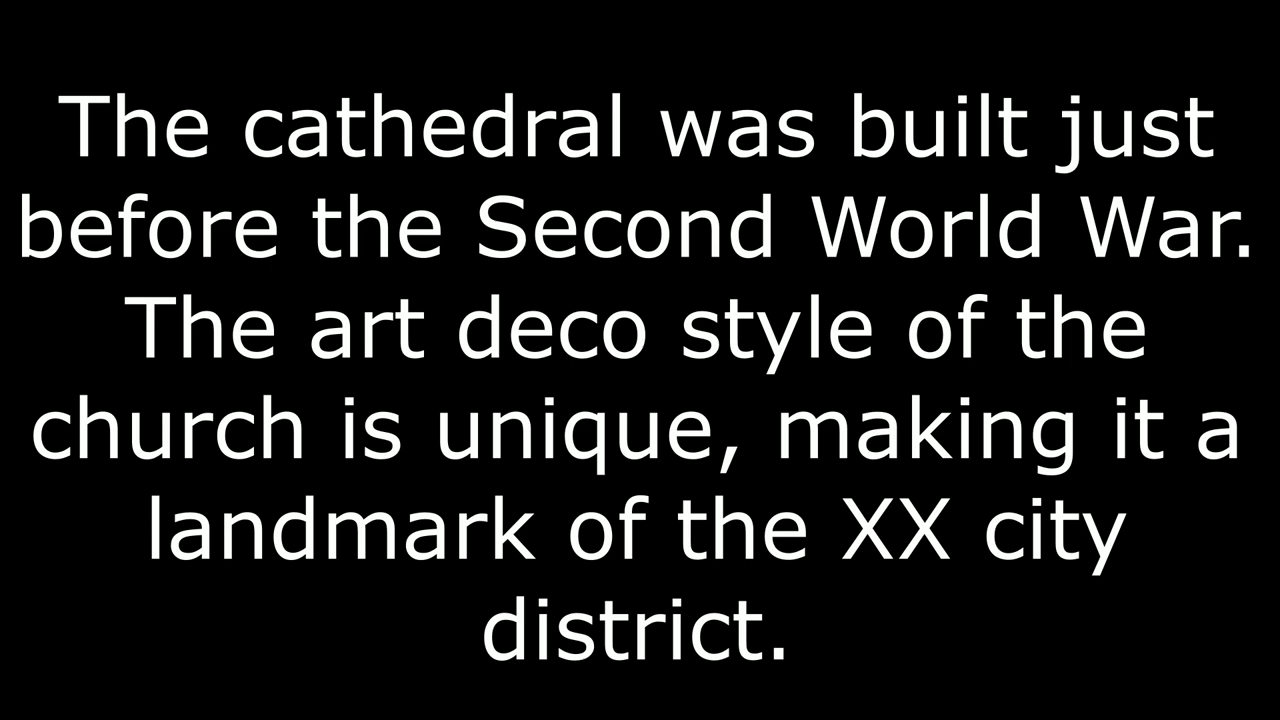 The cathedral was built just
before the Second World War.
The art deco style of the
church is unique, making it a
landmark of the XX city
district.